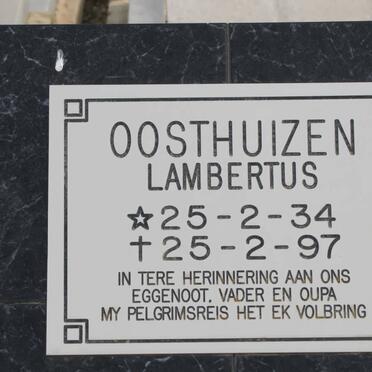 OOSTHUIZEN
LAMBERTUS
☆25-2-34
†25-2-97
IN TERE HERINNERING AAN ONS
EGGENOOT, VADER EN OUPA
MY PELGRIMSREIS HET EK VOLBRING